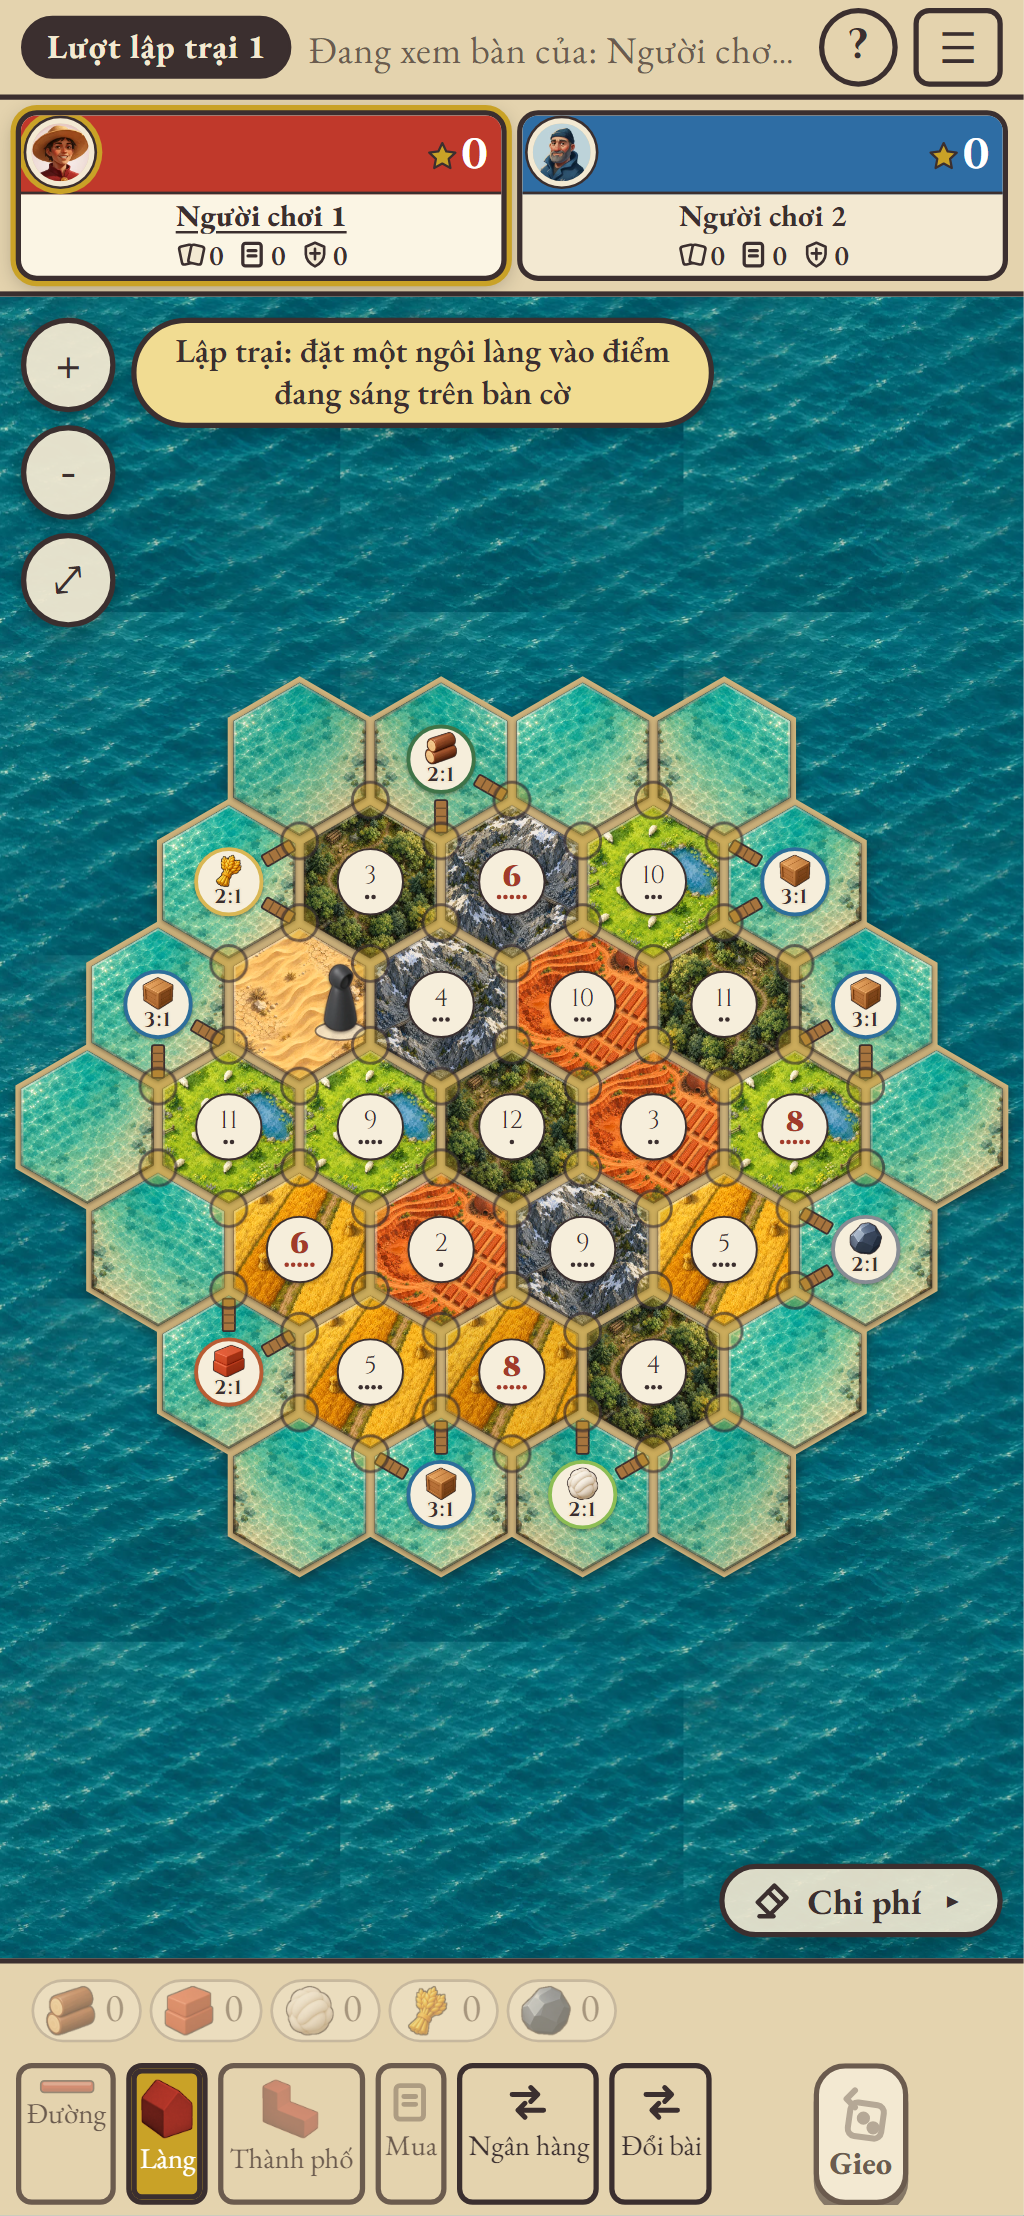 Lượt lập trại 1
Đang xem bàn của: Người chơ...
?
0
0
Người chơi 1
Người chơi 2
0 0 0
0 0 0
+
Lập trại: đặt một ngôi làng vào điểm
đang sáng trên bàn cờ
-
2:1
2:1
3
6
10
3:1
3:1
4
10
11
3:1
11
9
12
3
8
6
2
9
5
2:1
2:1
5
8
4
3:1
2:1
Chi phí
0 0 0 0 0
Đường
Làng
Thành phố
Mua
Ngân hàng
Đổi bài
Gieo